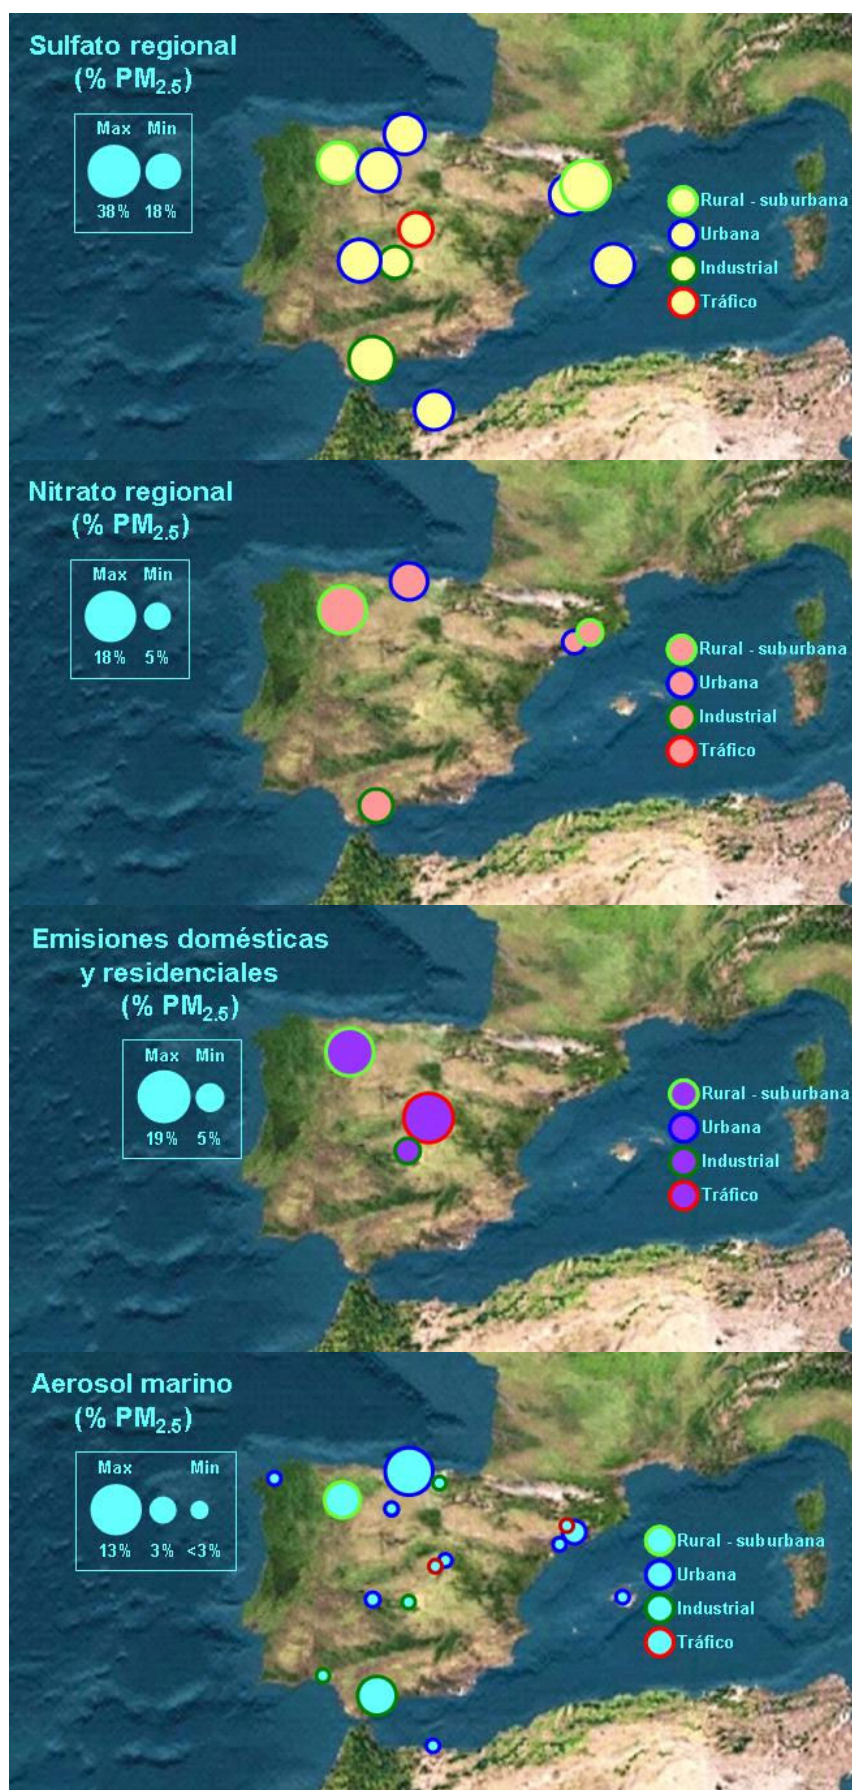 Sulfato regional
(% PM2.5)
Max Min
38% 18%
Rural - suburbana
Urbana
Industrial
Tráfico
Nitrato regional
(% PM2.5)
Max Min
18% 5%
Rural - suburbana
Urbana
Industrial
Tráfico
Emisiones domésticas
y residenciales
(% PM2.5)
Max Min
19% 5%
Rural - suburbana
Urbana
Industrial
Tráfico
Aerosol marino
(% PM2.5)
Max Min
13% 3% <3%
Rural - suburbana
Urbana
Industrial
Tráfico